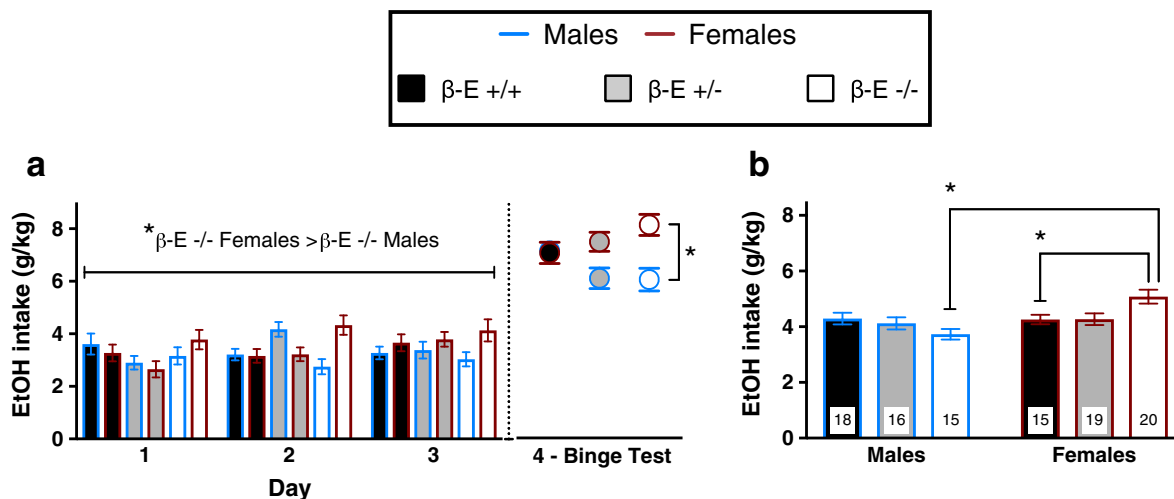 Males Females
β-E +/+ β-E +/- β-E -/-
a
EtOH intake (g/kg)
8
6
4
2
0
*β-E -/- Females >β-E -/- Males
*
1 2 3
4 - Binge Test
Day
b
EtOH intake (g/kg)
8
6
4
2
0
*
*
18 16 15 15 19 20
Males Females